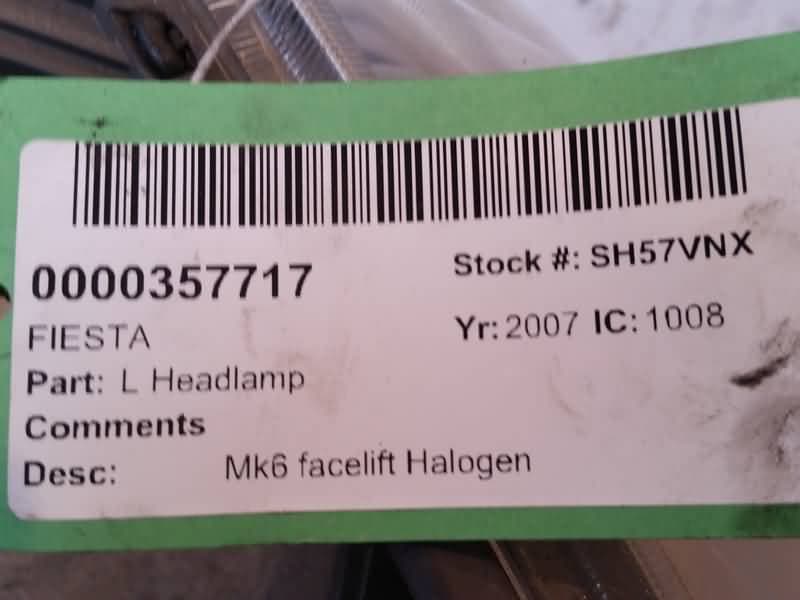 0000357717
Stock #: SH57VNX
FIESTA
Yr: 2007 IC: 1008
Part: L Headlamp
Comments
Desc: Mk6 facelift Halogen